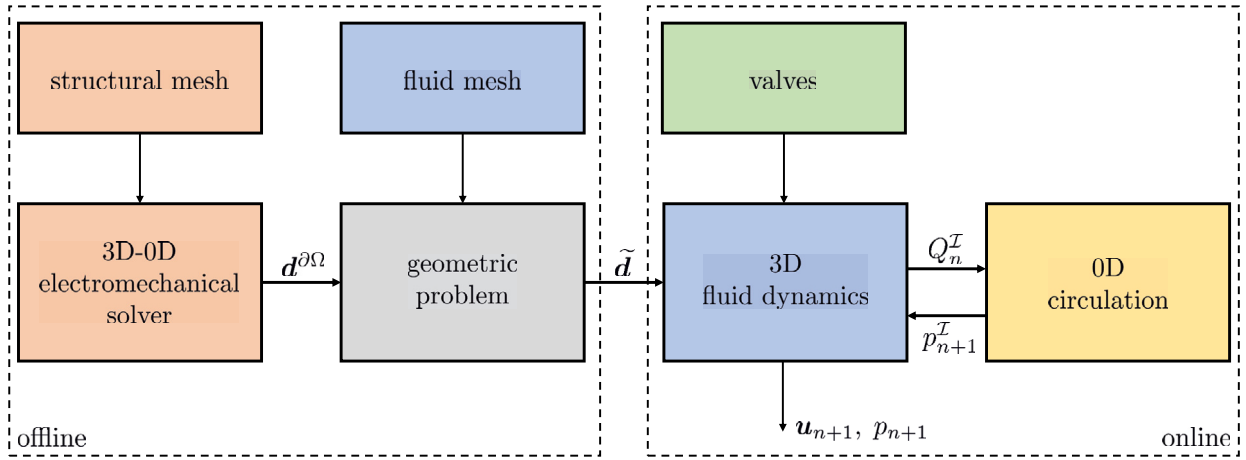 structural mesh
fluid mesh
valves
3D-0D
electromechanical
solver
𝒅^{∂Ω}
geometric
problem
𝒅̃
3D
fluid dynamics
Q_n^ℐ
p_{n+1}^ℐ
0D
circulation
𝒖_{n+1}, p_{n+1}
offline
online